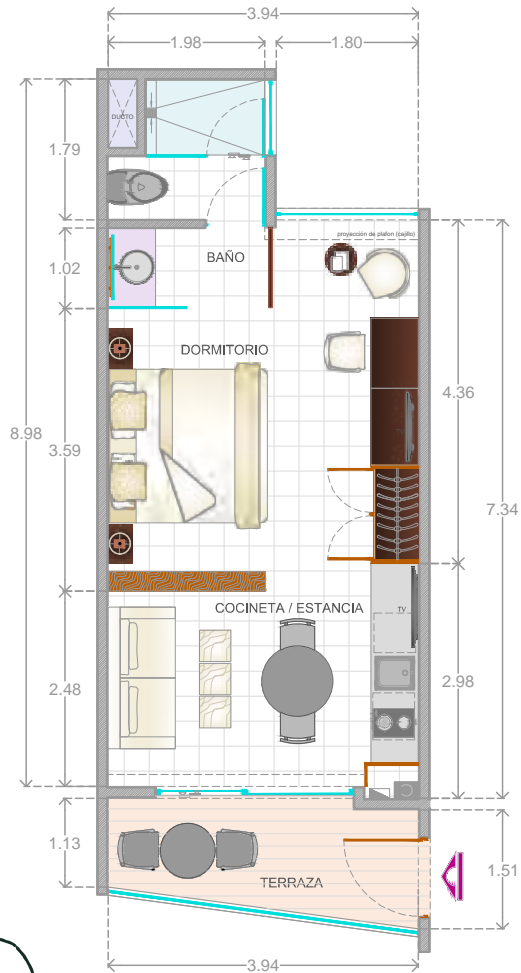 3.94
1.98
1.80
1.79
DUCTO
proyección de plafon (cajillo)
BAÑO
1.02
DORMITORIO
4.36
8.98
3.59
7.34
COCINETA / ESTANCIA
TV
2.48
2.98
C
1.13
1.51
TERRAZA
3.94